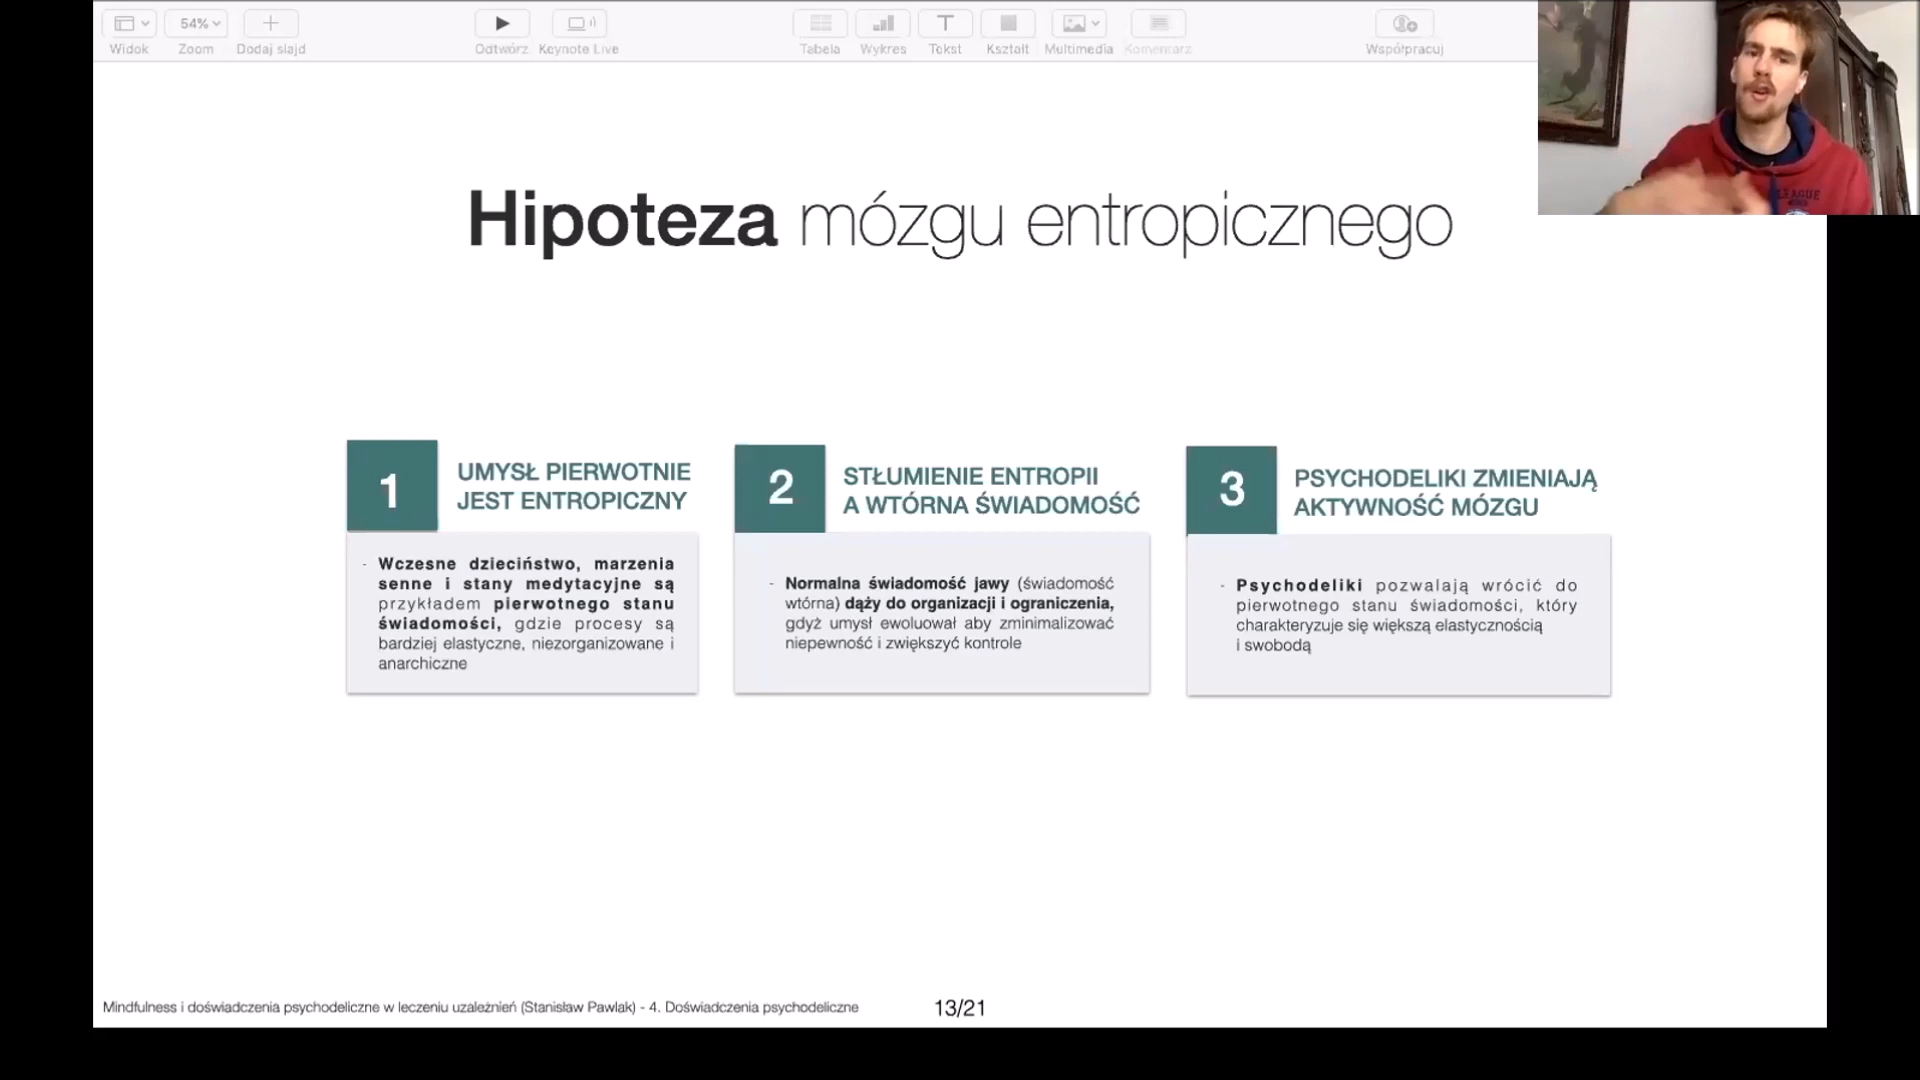 54%
Widok
Zoom
Dodaj slajd
Odtwórz
Keynote Live
Tabela
Wykres
Tekst
Kształt
Multimedia
Komentarz
Współpracuj
Hipoteza mózgu entropicznego
1
UMYSŁ PIERWOTNIE
JEST ENTROPICZNY
- Wczesne dzieciństwo, marzenia
senne i stany medytacyjne są
przykładem pierwotnego stanu
świadomości, gdzie procesy są
bardziej elastyczne, niezorganizowane i
anarchiczne
2
STŁUMIENIE ENTROPII
A WTÓRNA ŚWIADOMOŚĆ
- Normalna świadomość jawy (świadomość
wtórna) dąży do organizacji i ograniczenia,
gdyż umysł ewoluował aby zminimalizować
niepewność i zwiększyć kontrole
3
PSYCHODELIKI ZMIENIAJĄ
AKTYWNOŚĆ MÓZGU
- Psychodeliki pozwalają wrócić do
pierwotnego stanu świadomości, który
charakteryzuje się większą elastycznością
i swobodą
Mindfulness i doświadczenia psychodeliczne w leczeniu uzależnień (Stanisław Pawlak) - 4. Doświadczenia psychodeliczne
13/21